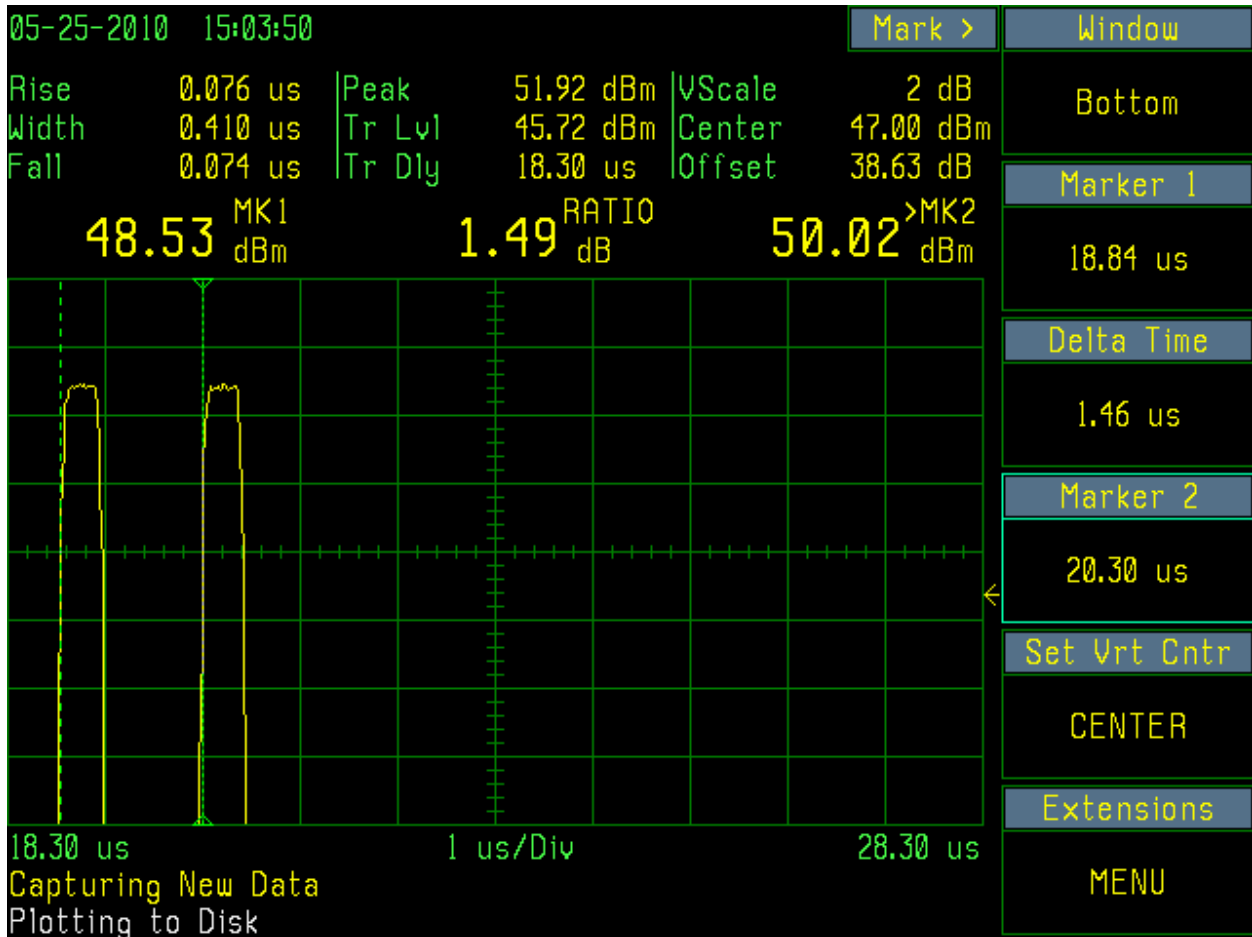 05-25-2010 15:03:50 Mark > Window
Rise 0.076 us Peak 51.92 dBm VScale 2 dB
Width 0.410 us Tr Lvl 45.72 dBm Center 47.00 dBm
Fall 0.074 us Tr Dly 18.30 us Offset 38.63 dB
Bottom
Marker 1
48.53 MK1 dBm 1.49 RATIO dB 50.02 >MK2 dBm
18.84 us
Delta Time
1.46 us
Marker 2
20.30 us
Set Vrt Cntr
CENTER
Extensions
MENU
18.30 us 1 us/Div 28.30 us
Capturing New Data
Plotting to Disk